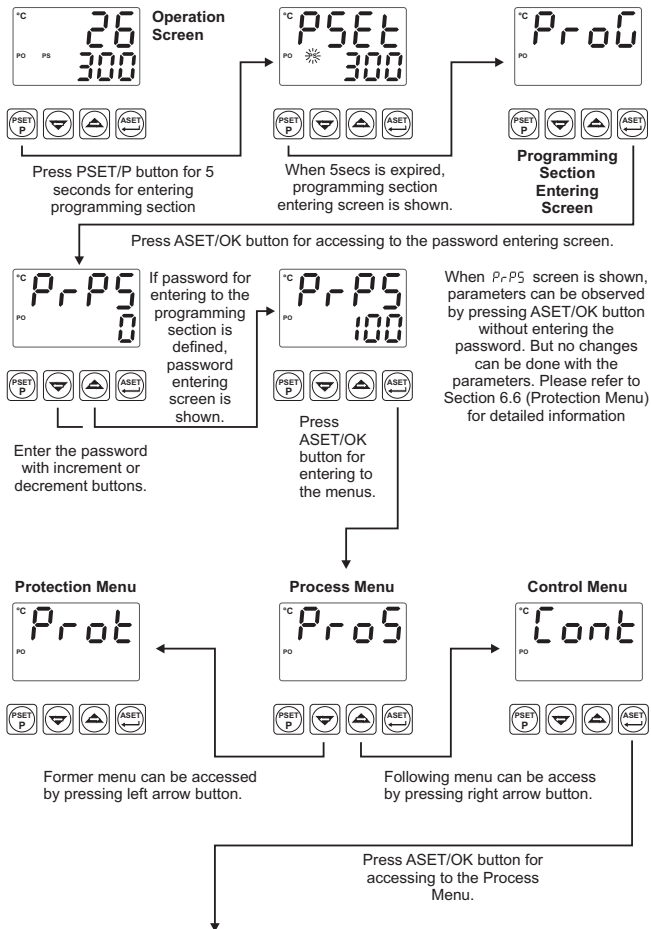 °C 26
PO PS 300
Operation
Screen
PSET P ASET
Press PSET/P button for 5
seconds for entering
programming section
°C PSEt
PO PS 300
PSET P ASET
When 5secs is expired,
programming section
entering screen is shown.
°C ProG
PO
PSET P ASET
Programming
Section
Entering
Screen
Press ASET/OK button for accessing to the password entering screen.
°C PrPS
PO 0
PSET P ASET
Enter the password
with increment or
decrement buttons.
If password for
entering to the
programming
section is
defined,
password
entering
screen is
shown.
°C PrPS
PO 100
PSET P ASET
Press
ASET/OK
button for
entering to
the menus.
When PrPS screen is shown,
parameters can be observed
by pressing ASET/OK button
without entering the
password. But no changes
can be done with the
parameters. Please refer to
Section 6.6 (Protection Menu)
for detailed information
Protection Menu
°C Prot
PO
PSET P ASET
Process Menu
°C ProS
PO
PSET P ASET
Control Menu
°C Cont
PO
PSET P ASET
Former menu can be accessed
by pressing left arrow button.
Following menu can be access
by pressing right arrow button.
Press ASET/OK button for
accessing to the Process
Menu.